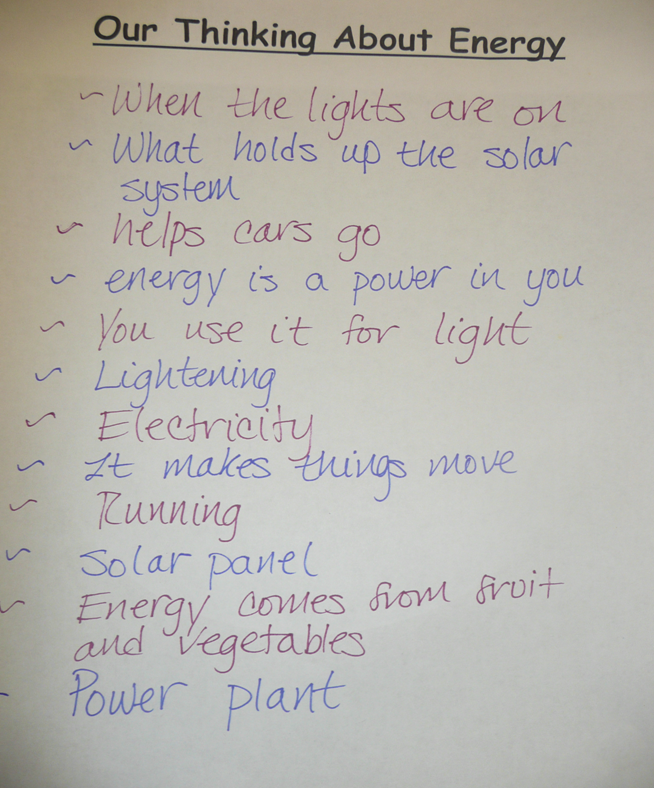 Our Thinking About Energy
~ When the lights are on
~ What holds up the solar
system
~ helps cars go
~ energy is a power in you
~ You use it for light
~ Lightening
~ Electricity
~ It makes things move
~ Running
~ Solar panel
~ Energy comes from fruit
and vegetables
~ Power plant